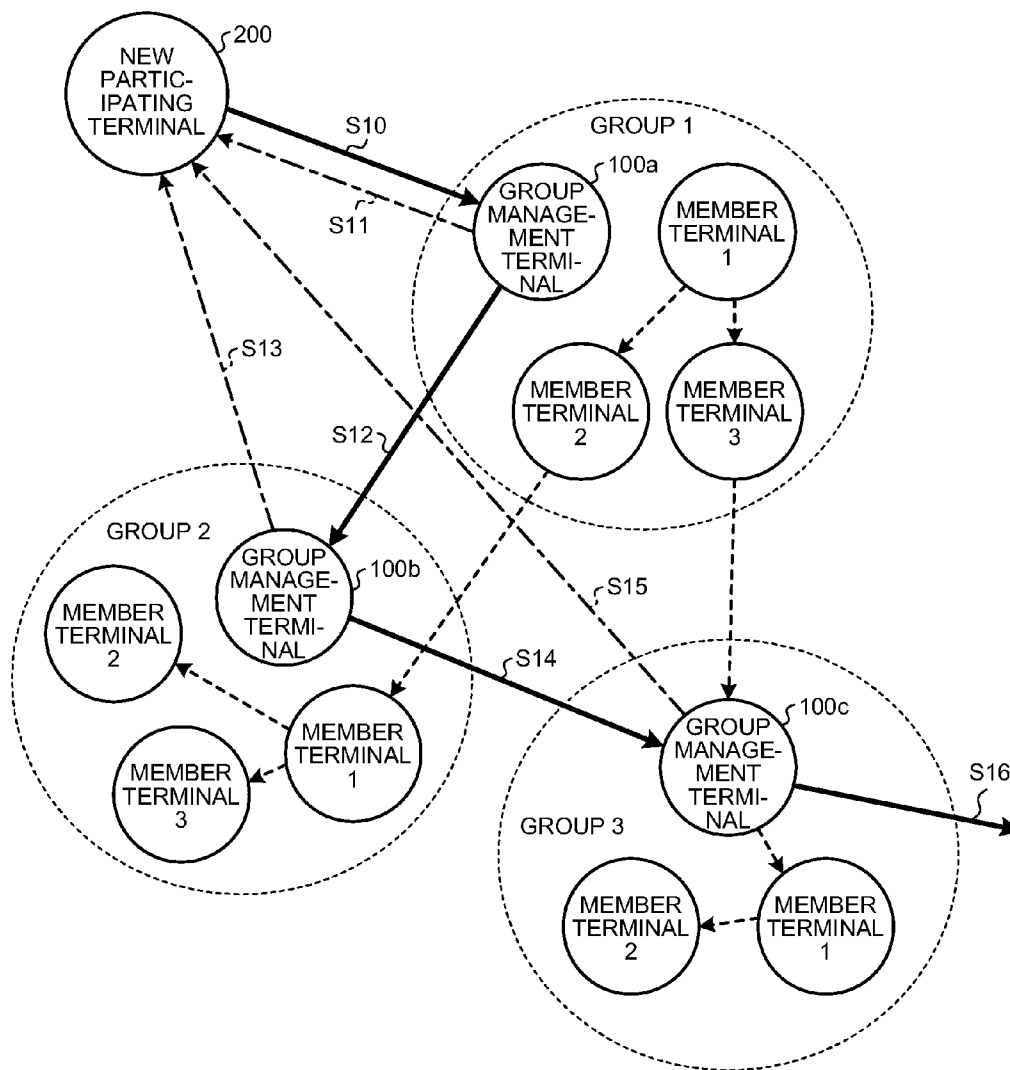 200
NEW
PARTIC-
IPATING
TERMINAL
S10
GROUP 1
100a
S11
GROUP
MANAGE-
MENT
TERMI-
NAL
MEMBER
TERMINAL
1
S13
MEMBER
TERMINAL
2
MEMBER
TERMINAL
3
S12
GROUP 2
100b
GROUP
MANAGE-
MENT
TERMI-
NAL
S15
MEMBER
TERMINAL
2
S14
MEMBER
TERMINAL
1
MEMBER
TERMINAL
3
100c
GROUP
MANAGE-
MENT
TERMI-
NAL
S16
GROUP 3
MEMBER
TERMINAL
2
MEMBER
TERMINAL
1